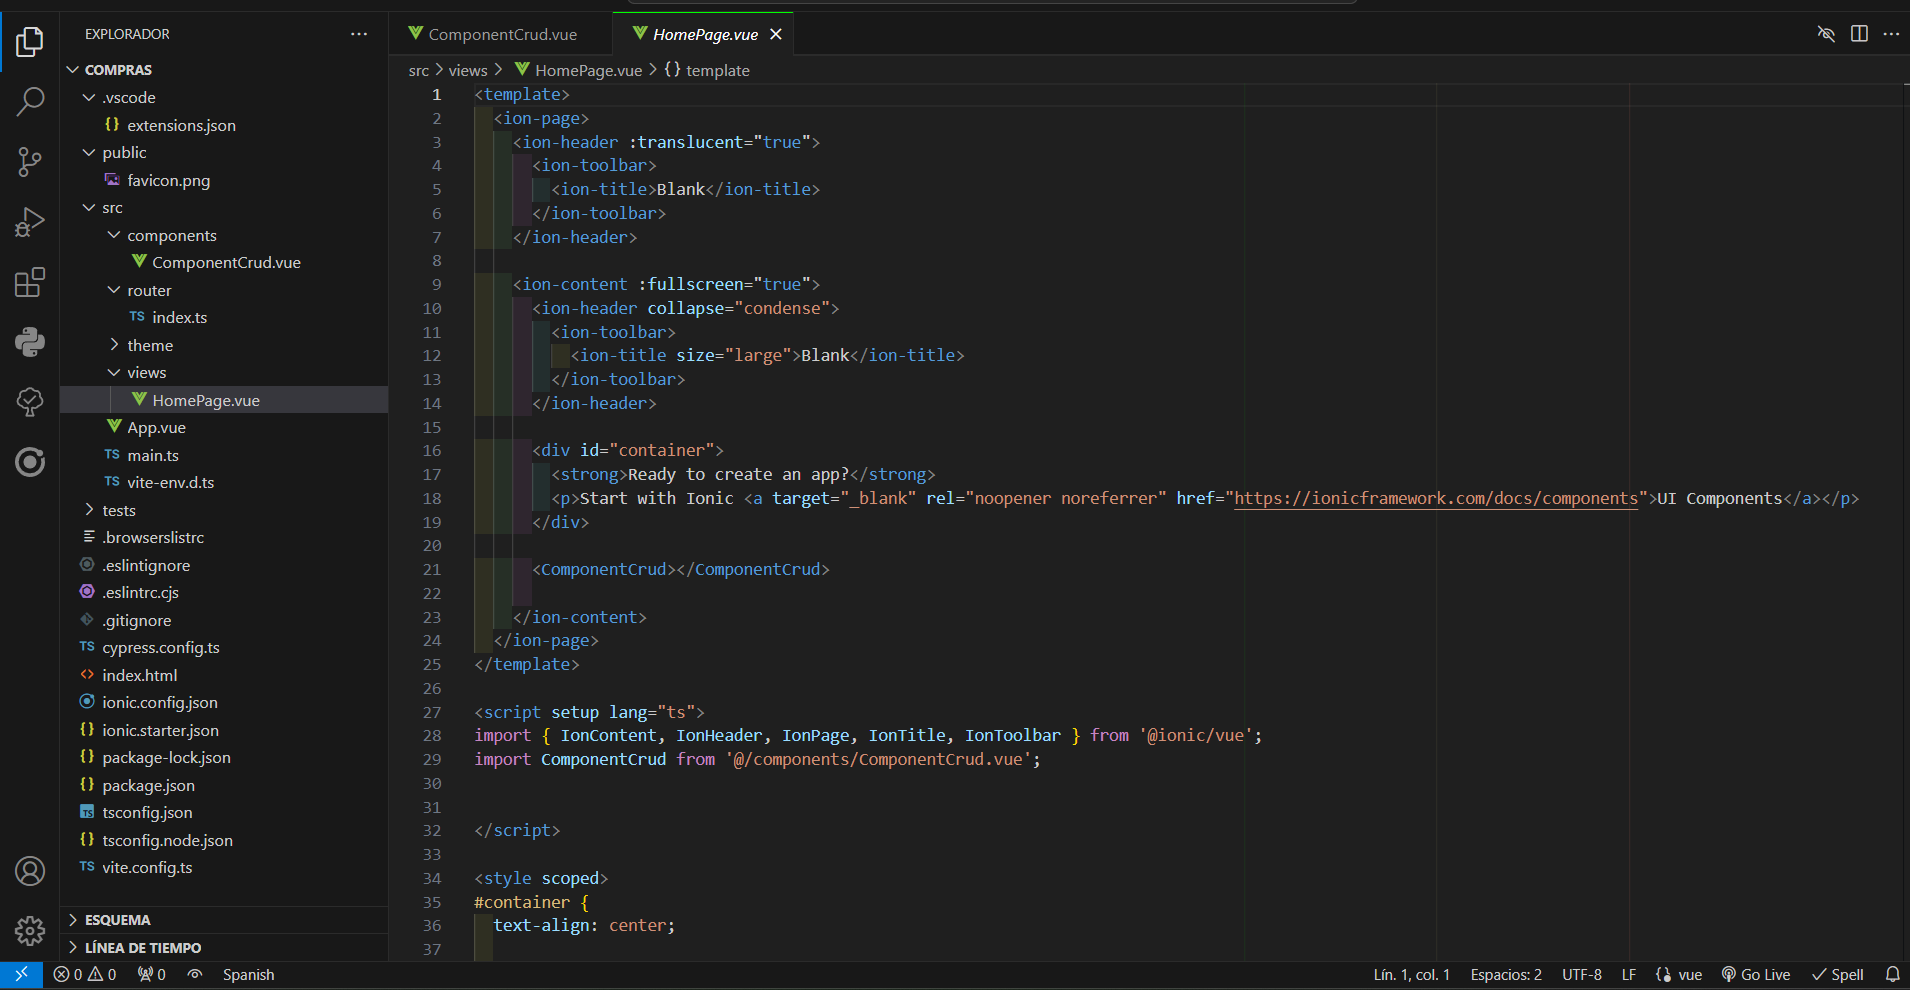 EXPLORADOR
COMPRAS
.vscode
{} extensions.json
public
favicon.png
src
components
ComponentCrud.vue
router
TS index.ts
theme
views
HomePage.vue
App.vue
TS main.ts
TS vite-env.d.ts
tests
.browserslistrc
.eslintignore
.eslintrc.cjs
.gitignore
TS cypress.config.ts
<> index.html
ionic.config.json
{} ionic.starter.json
{} package-lock.json
{} package.json
TS tsconfig.json
{} tsconfig.node.json
TS vite.config.ts
ESQUEMA
LÍNEA DE TIEMPO
ComponentCrud.vue
HomePage.vue
src > views > HomePage.vue > {} template
1 <template>
2 <ion-page>
3 <ion-header :translucent="true">
4 <ion-toolbar>
5 <ion-title>Blank</ion-title>
6 </ion-toolbar>
7 </ion-header>
8
9 <ion-content :fullscreen="true">
10 <ion-header collapse="condense">
11 <ion-toolbar>
12 <ion-title size="large">Blank</ion-title>
13 </ion-toolbar>
14 </ion-header>
15
16 <div id="container">
17 <strong>Ready to create an app?</strong>
18 <p>Start with Ionic <a target="_blank" rel="noopener noreferrer" href="https://ionicframework.com/docs/components">UI Components</a></p>
19 </div>
20
21 <ComponentCrud></ComponentCrud>
22
23 </ion-content>
24 </ion-page>
25 </template>
26
27 <script setup lang="ts">
28 import { IonContent, IonHeader, IonPage, IonTitle, IonToolbar } from '@ionic/vue';
29 import ComponentCrud from '@/components/ComponentCrud.vue';
30
31
32 </script>
33
34 <style scoped>
35 #container {
36 text-align: center;
37
0 0 0 Spanish Lín. 1, col. 1 Espacios: 2 UTF-8 LF vue Go Live Spell